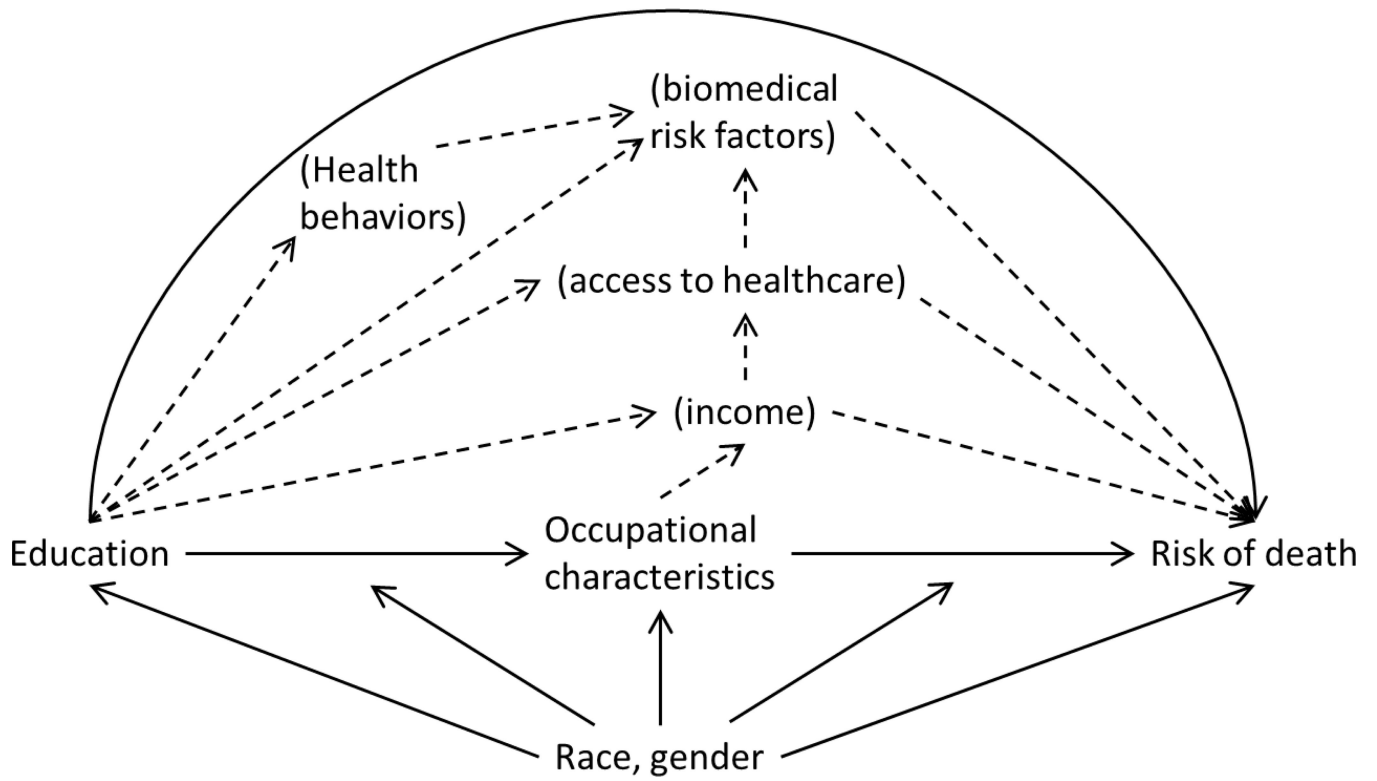 (biomedical
risk factors)
(Health
behaviors)
(access to healthcare)
(income)
Occupational
characteristics
Education
Risk of death
Race, gender